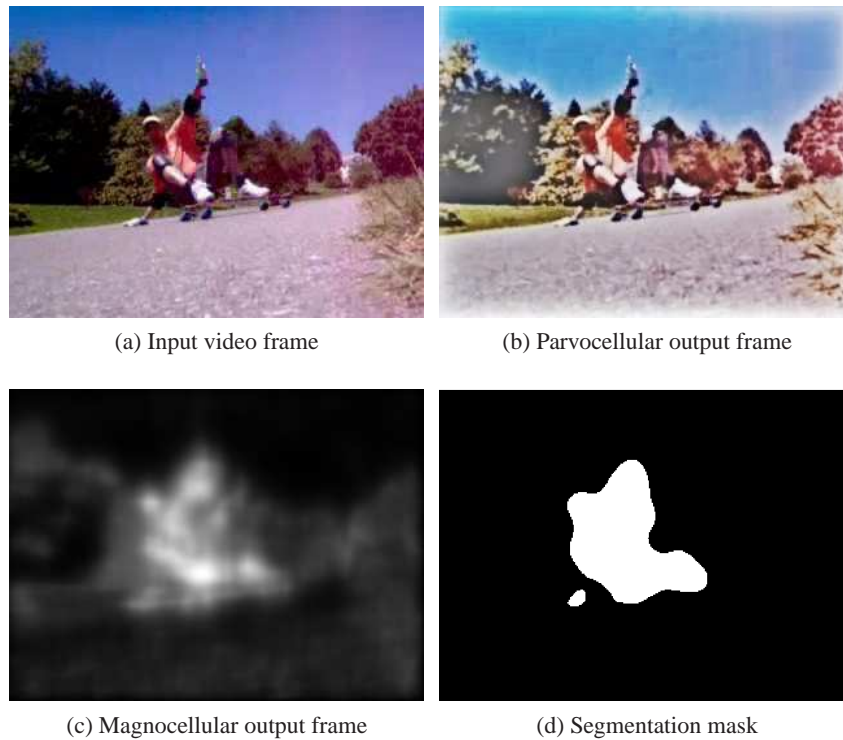 (a) Input video frame
(b) Parvocellular output frame
(c) Magnocellular output frame
(d) Segmentation mask